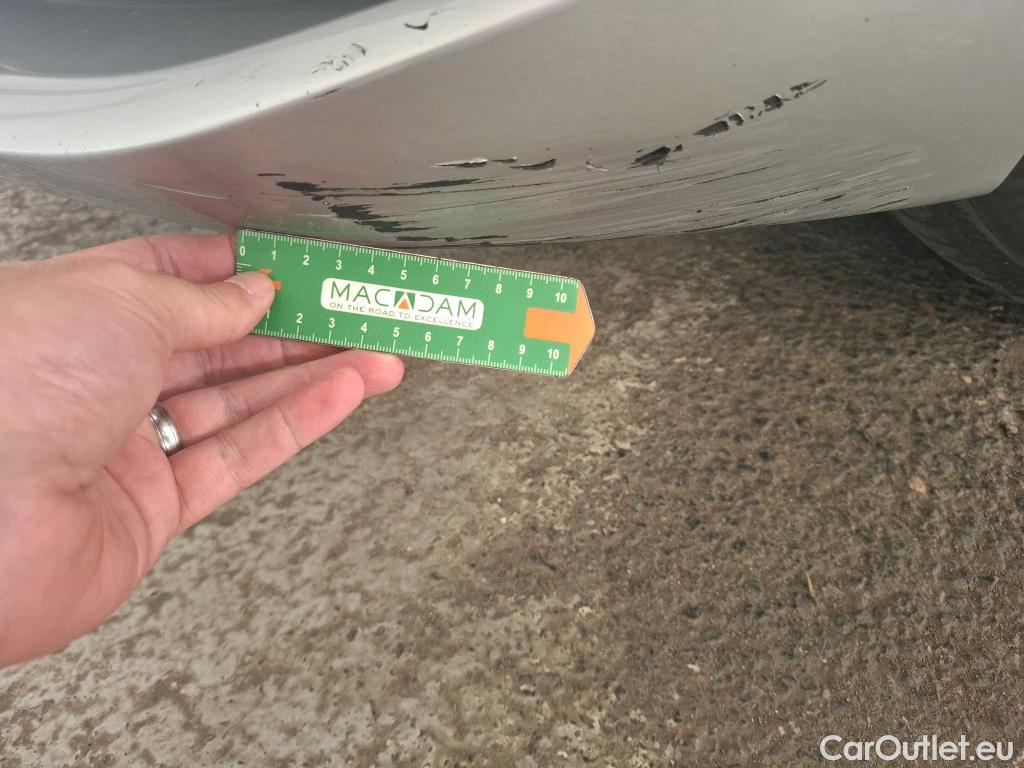 0 1 2 3 4 5 6 7 8 9 10
MACADAM
ON THE ROAD TO EXCELLENCE
2 3 4 5 6 7 8 9 10
CarOutlet.eu